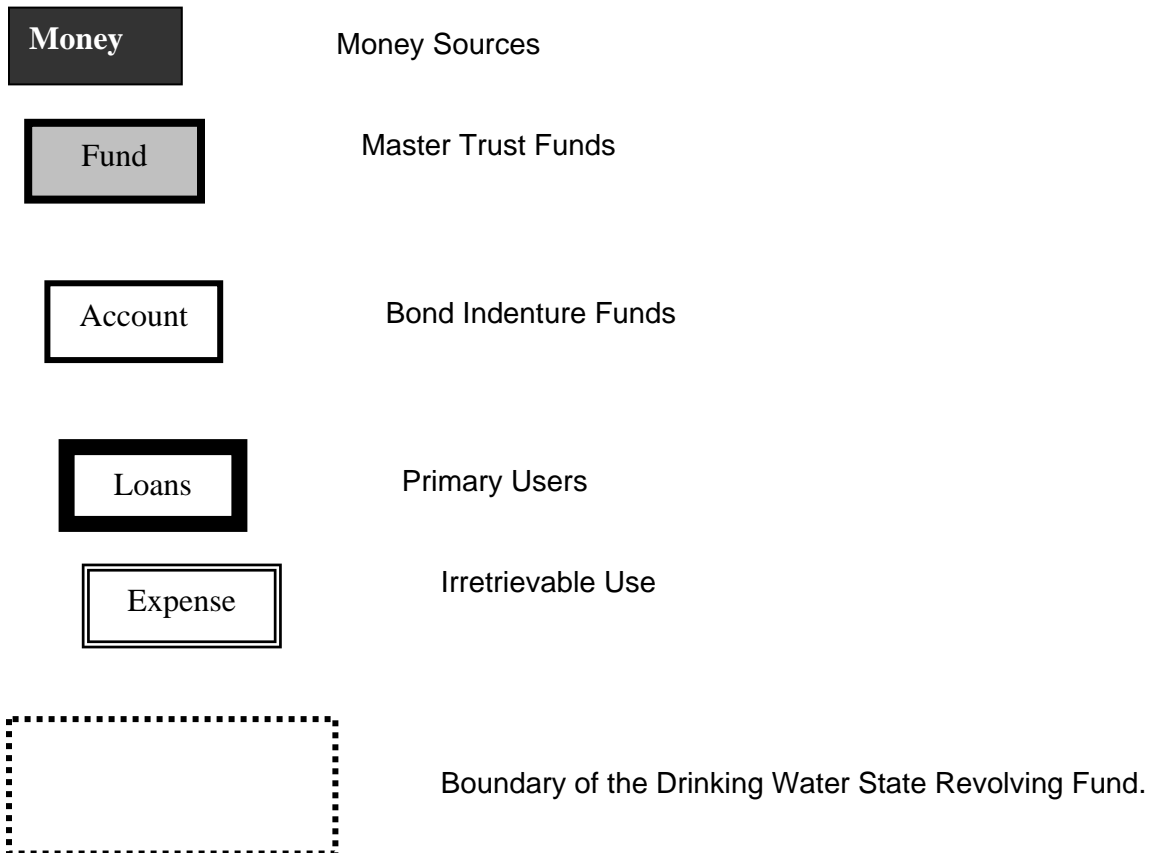 Money Money Sources
Fund Master Trust Funds
Account Bond Indenture Funds
Loans Primary Users
Expense Irretrievable Use
Boundary of the Drinking Water State Revolving Fund.